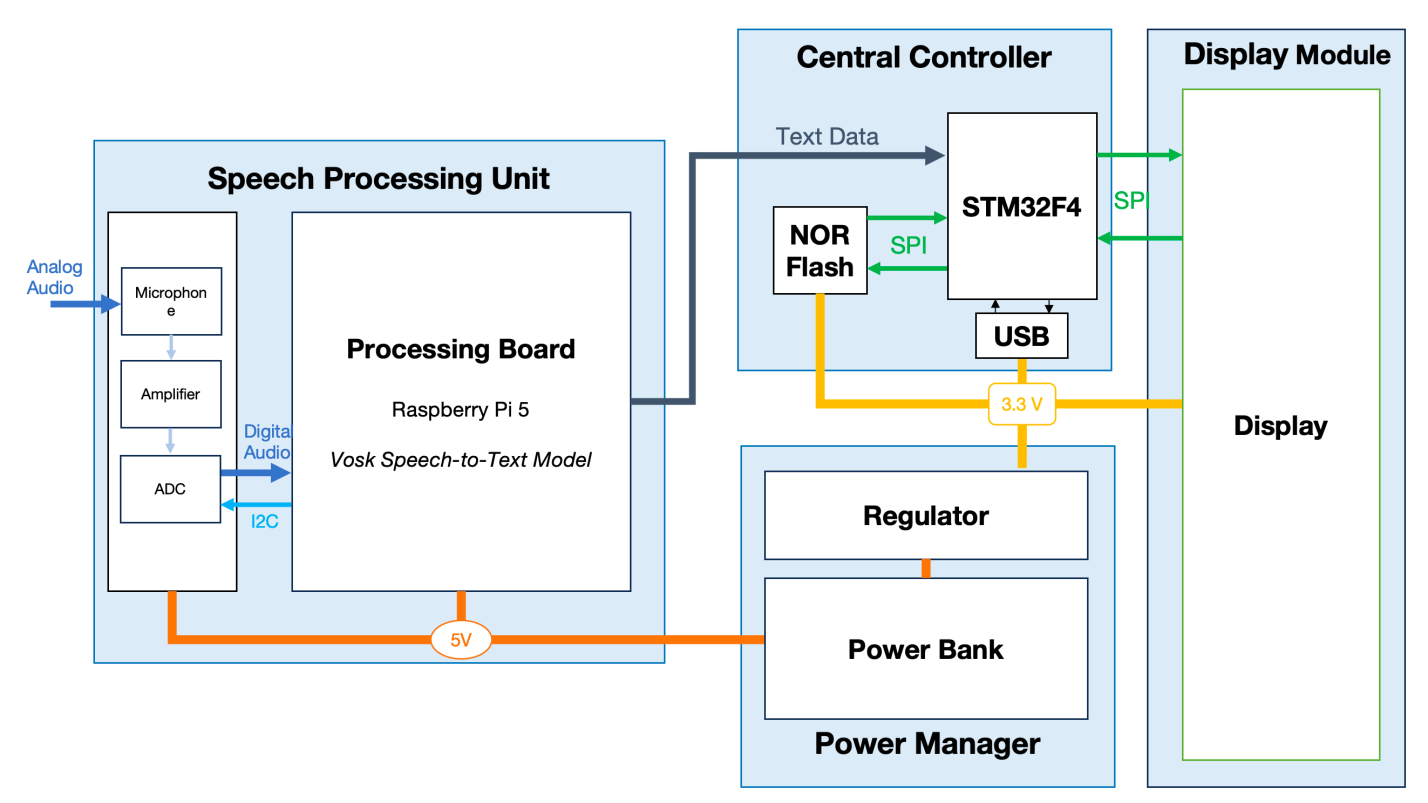 Central Controller
Display Module
Text Data
Speech Processing Unit
STM32F4
SPI
NOR
Flash
SPI
Analog
Audio
Microphon
e
USB
Processing Board
Amplifier
Raspberry Pi 5
3.3 V
Display
Digital
Audio
Vosk Speech-to-Text Model
ADC
I2C
Regulator
5V
Power Bank
Power Manager